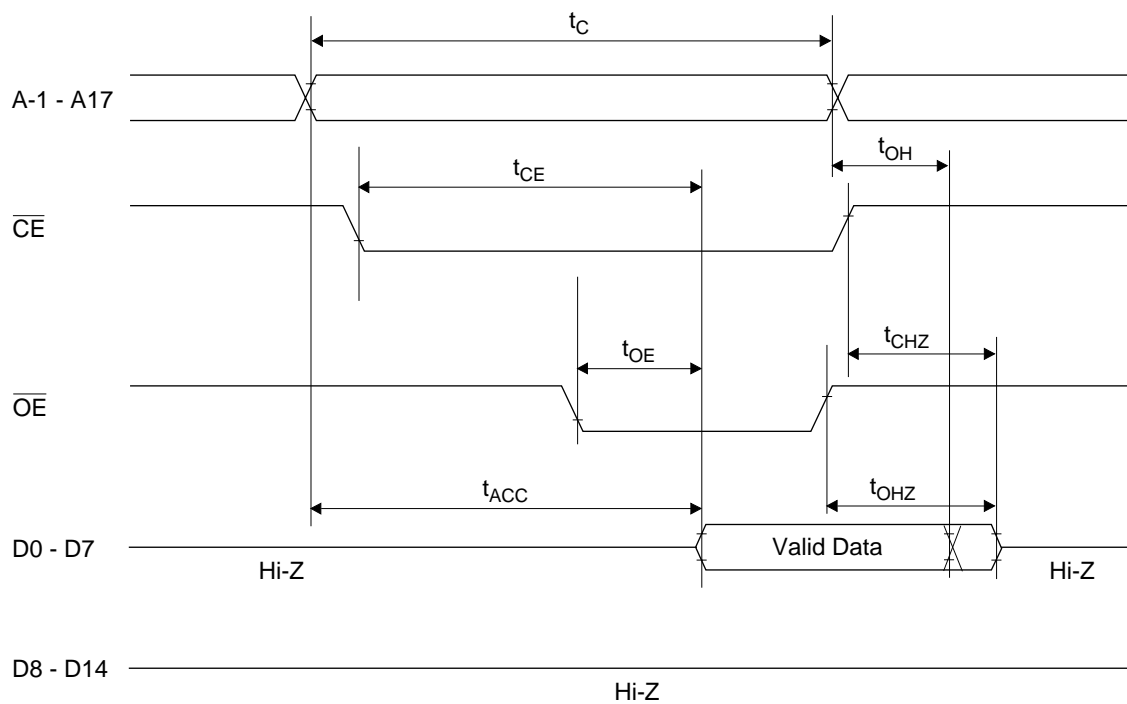 tC
A-1 - A17
tOH
tCE
CE
tCHZ
tOE
OE
tACC
tOHZ
D0 - D7
Valid Data
Hi-Z
Hi-Z
D8 - D14
Hi-Z